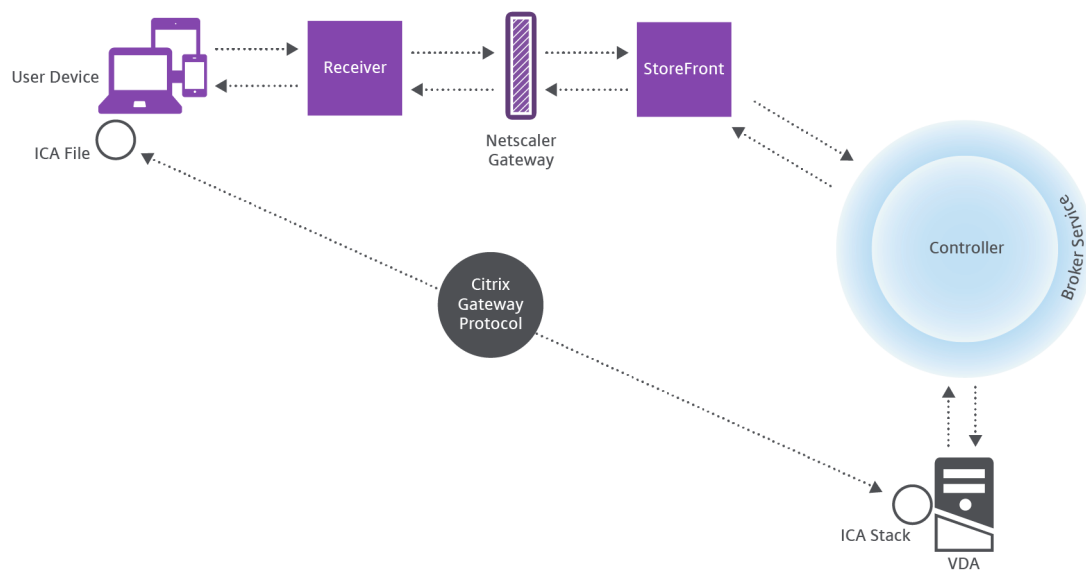 User Device
ICA File
Receiver
Netscaler
Gateway
StoreFront
Controller
Broker Service
Citrix
Gateway
Protocol
ICA Stack
VDA